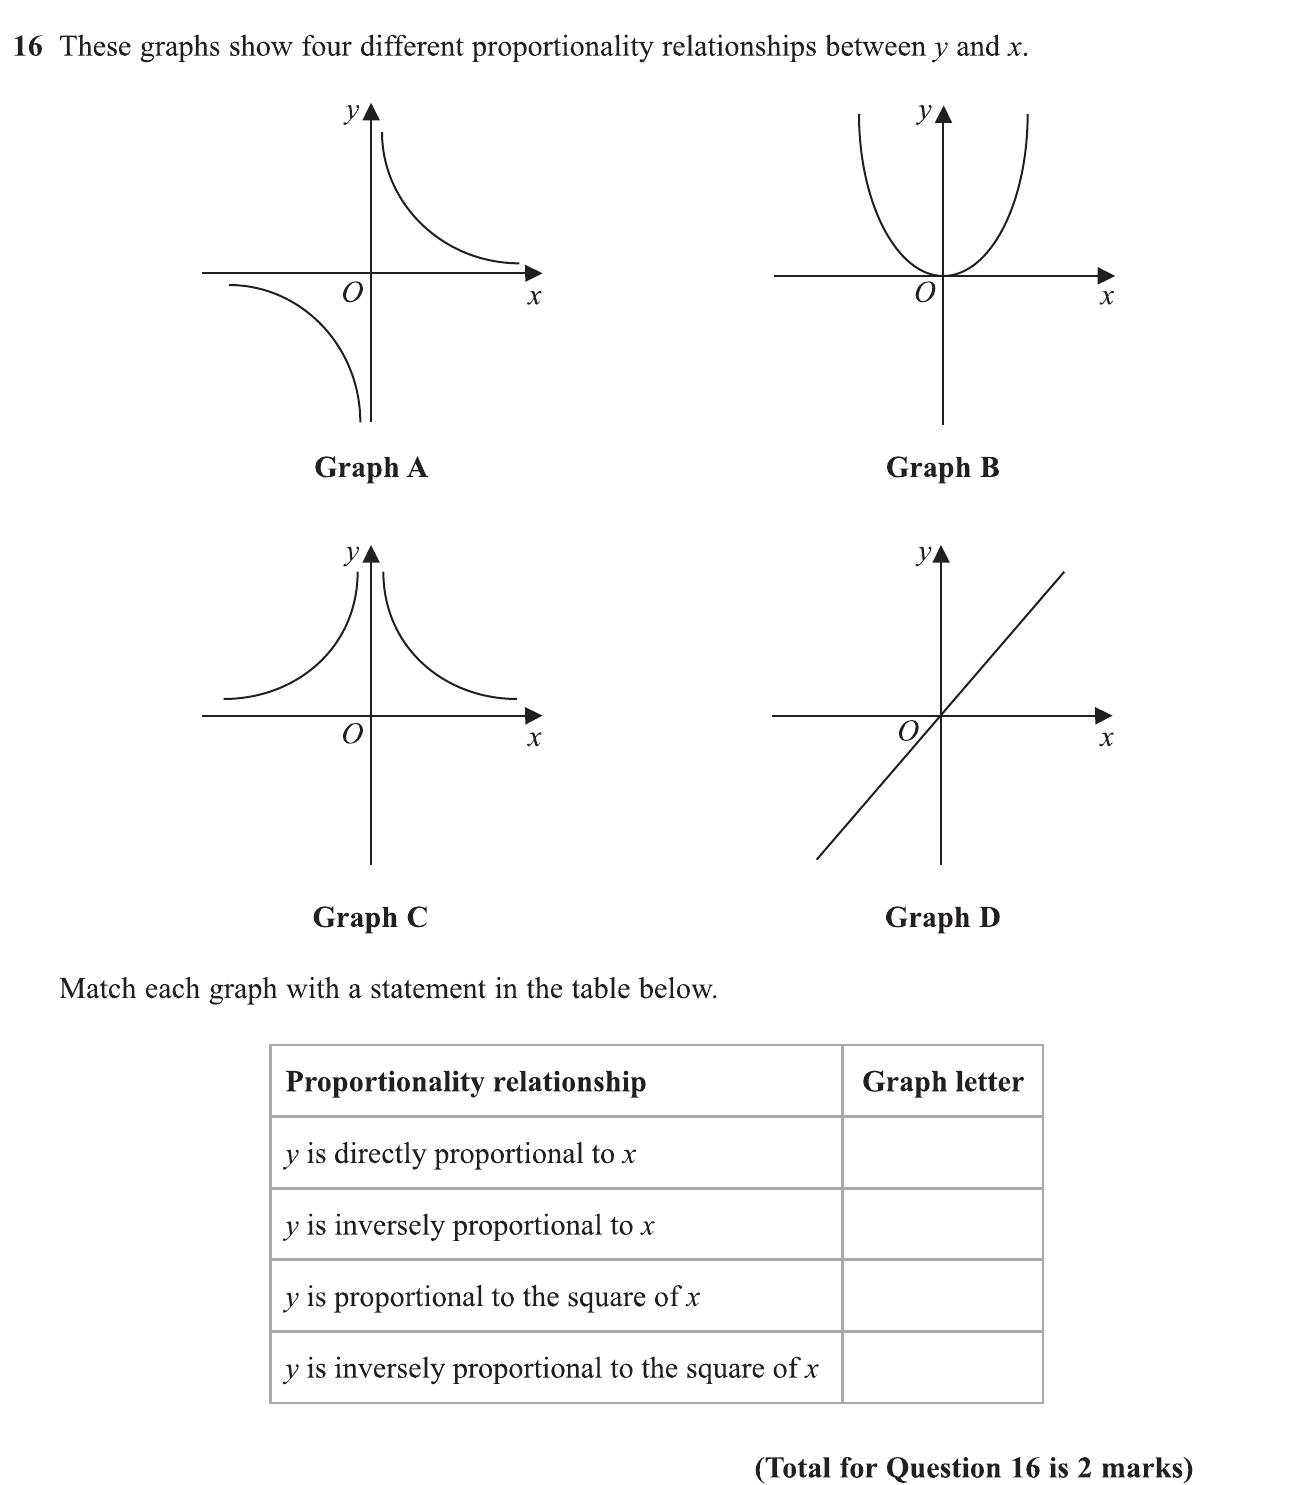 16 These graphs show four different proportionality relationships between y and x.
y
O
x
Graph A
y
O
x
Graph B
y
O
x
Graph C
y
O
x
Graph D
Match each graph with a statement in the table below.
Proportionality relationship Graph letter
y is directly proportional to x
y is inversely proportional to x
y is proportional to the square of x
y is inversely proportional to the square of x
(Total for Question 16 is 2 marks)